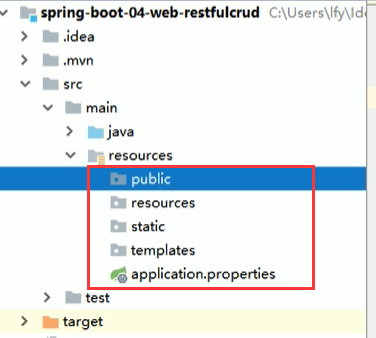 spring-boot-04-web-restfulcrud C:\Users\lfy\Ide
.idea
.mvn
src
main
java
resources
public
resources
static
templates
application.properties
test
target